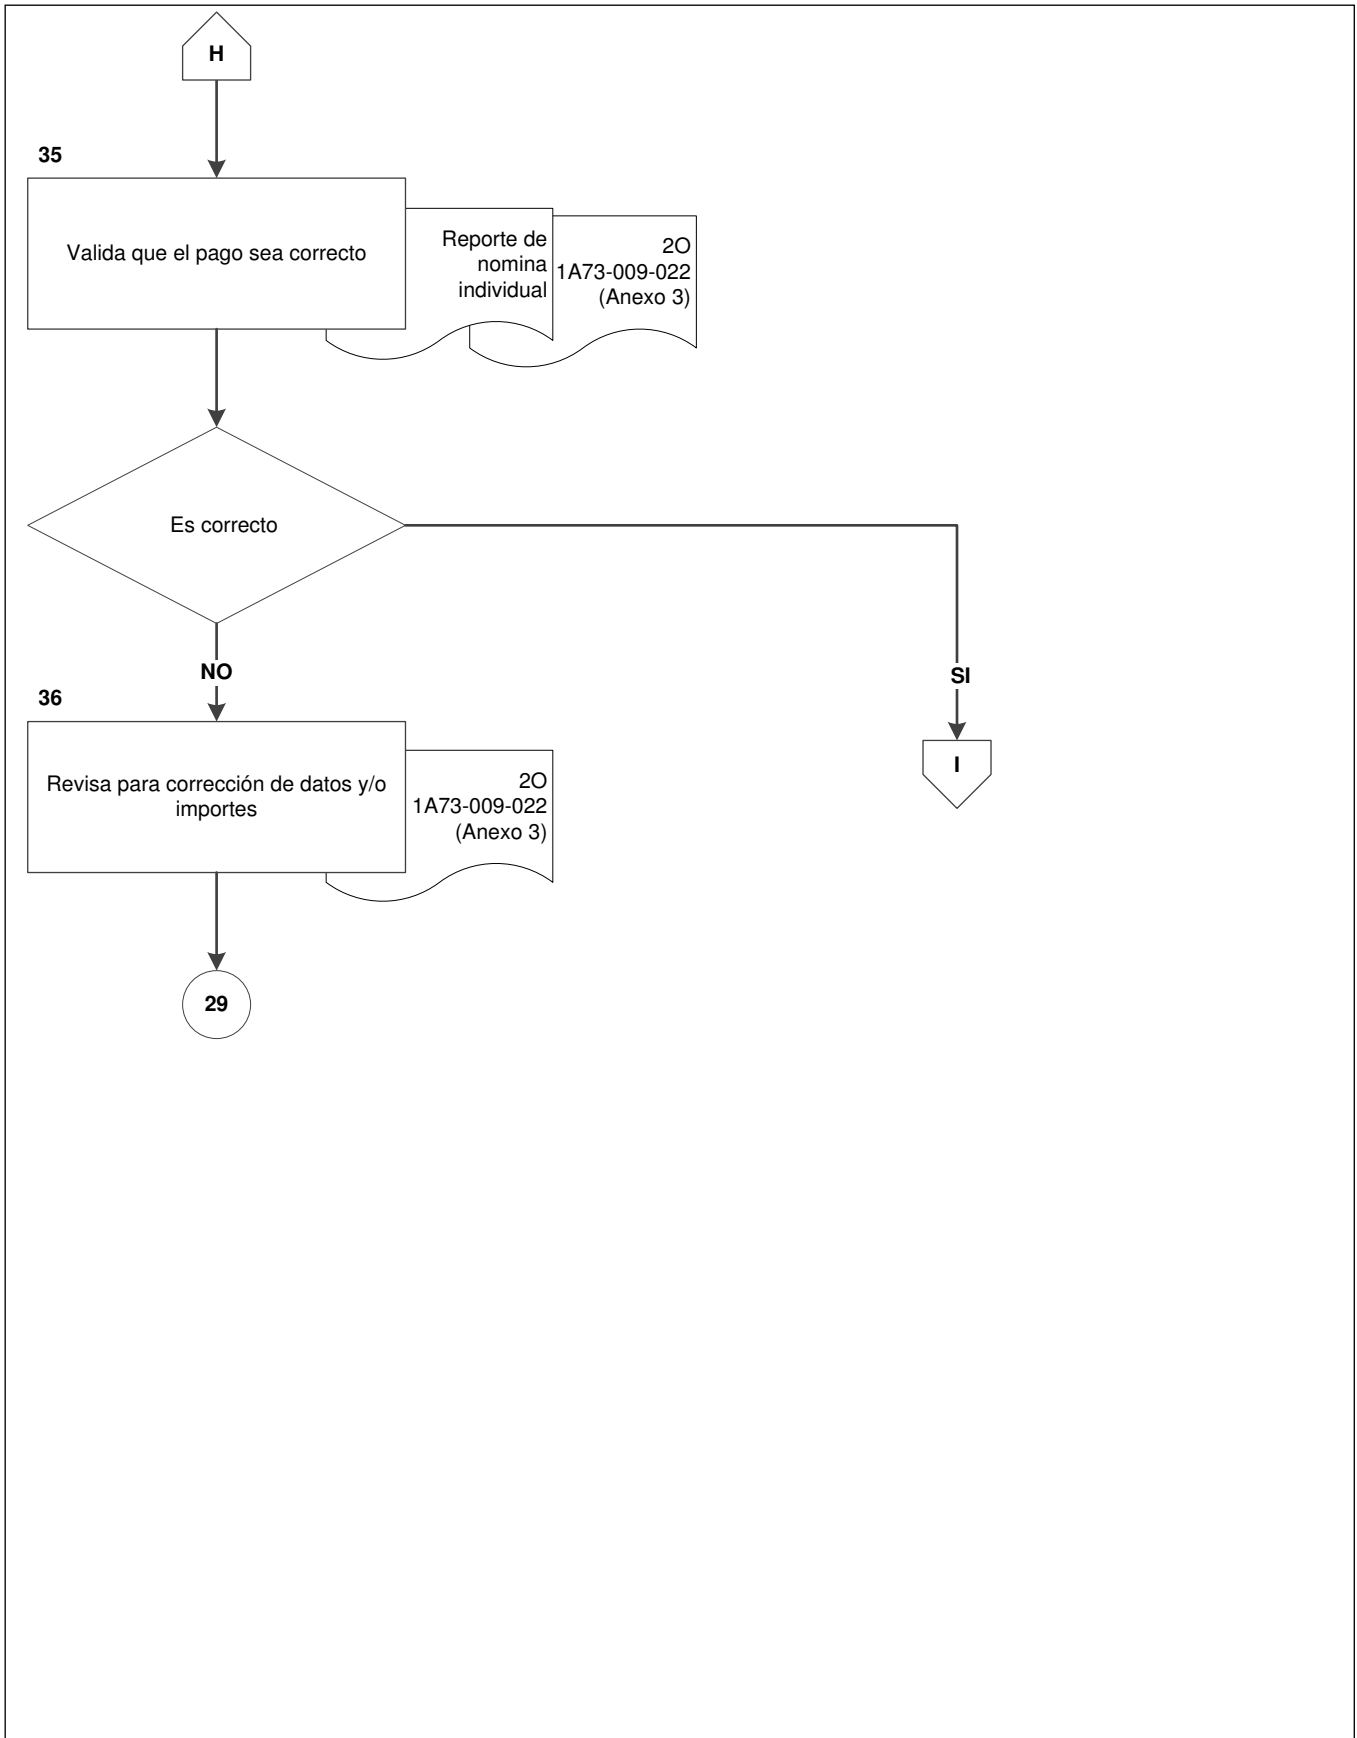 H
35
Valida que el pago sea correcto
Reporte de
nomina
individual
2O
1A73-009-022
(Anexo 3)
Es correcto
NO
SI
36
Revisa para corrección de datos y/o
importes
2O
1A73-009-022
(Anexo 3)
I
29